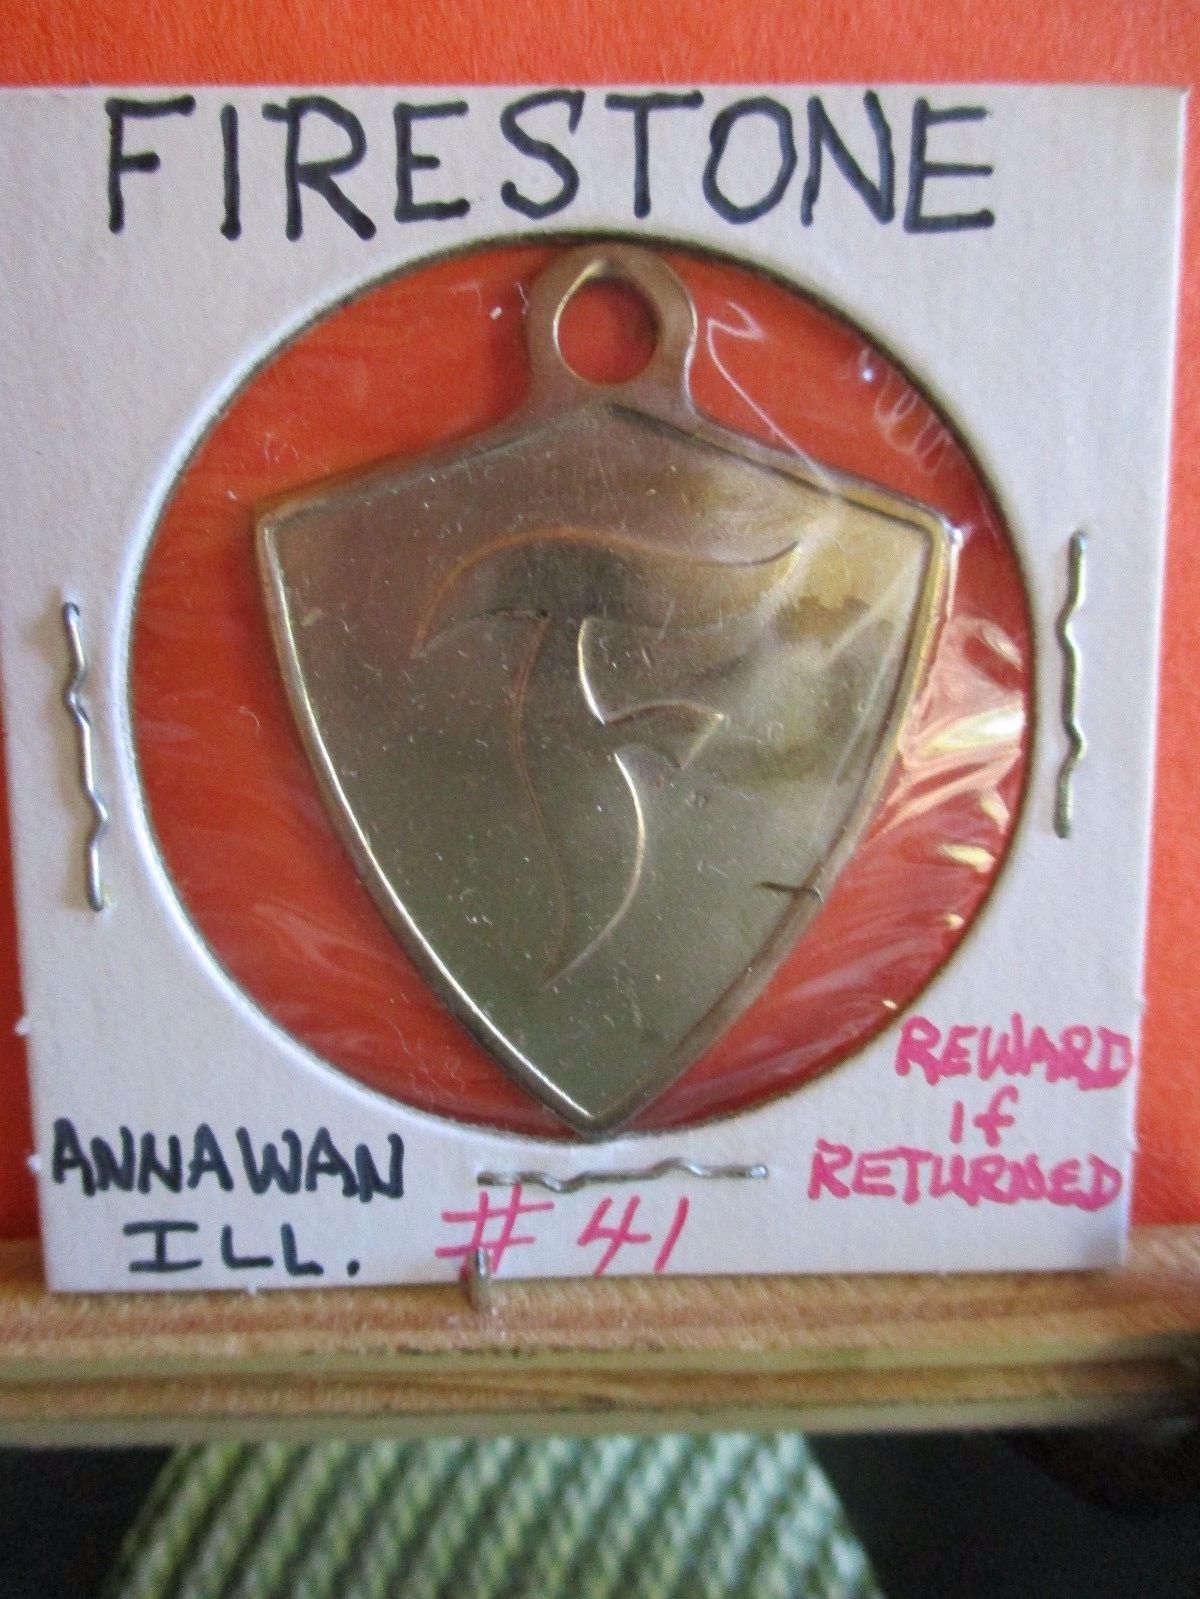 FIRESTONE
F
ANNAWAN
ILL.
# 41
REWARD
if
RETURNED